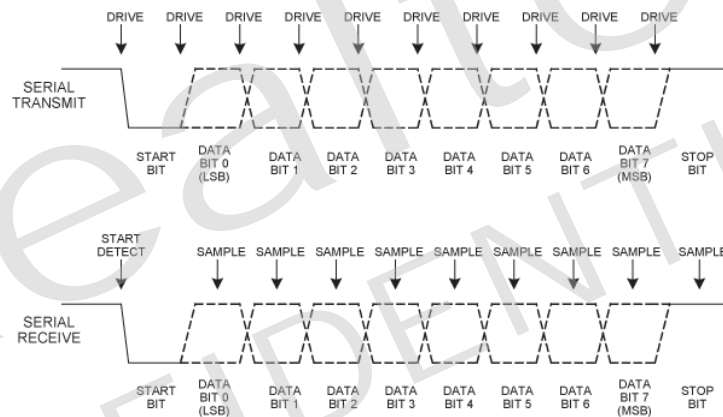 DRIVE DRIVE DRIVE DRIVE DRIVE DRIVE DRIVE DRIVE DRIVE DRIVE
SERIAL
TRANSMIT
START
BIT
DATA
BIT 0
(LSB)
DATA
BIT 1
DATA
BIT 2
DATA
BIT 3
DATA
BIT 4
DATA
BIT 5
DATA
BIT 6
DATA
BIT 7
(MSB)
STOP
BIT
START
DETECT
SAMPLE SAMPLE SAMPLE SAMPLE SAMPLE SAMPLE SAMPLE SAMPLE SAMPLE
SERIAL
RECEIVE
START
BIT
DATA
BIT 0
(LSB)
DATA
BIT 1
DATA
BIT 2
DATA
BIT 3
DATA
BIT 4
DATA
BIT 5
DATA
BIT 6
DATA
BIT 7
(MSB)
STOP
BIT